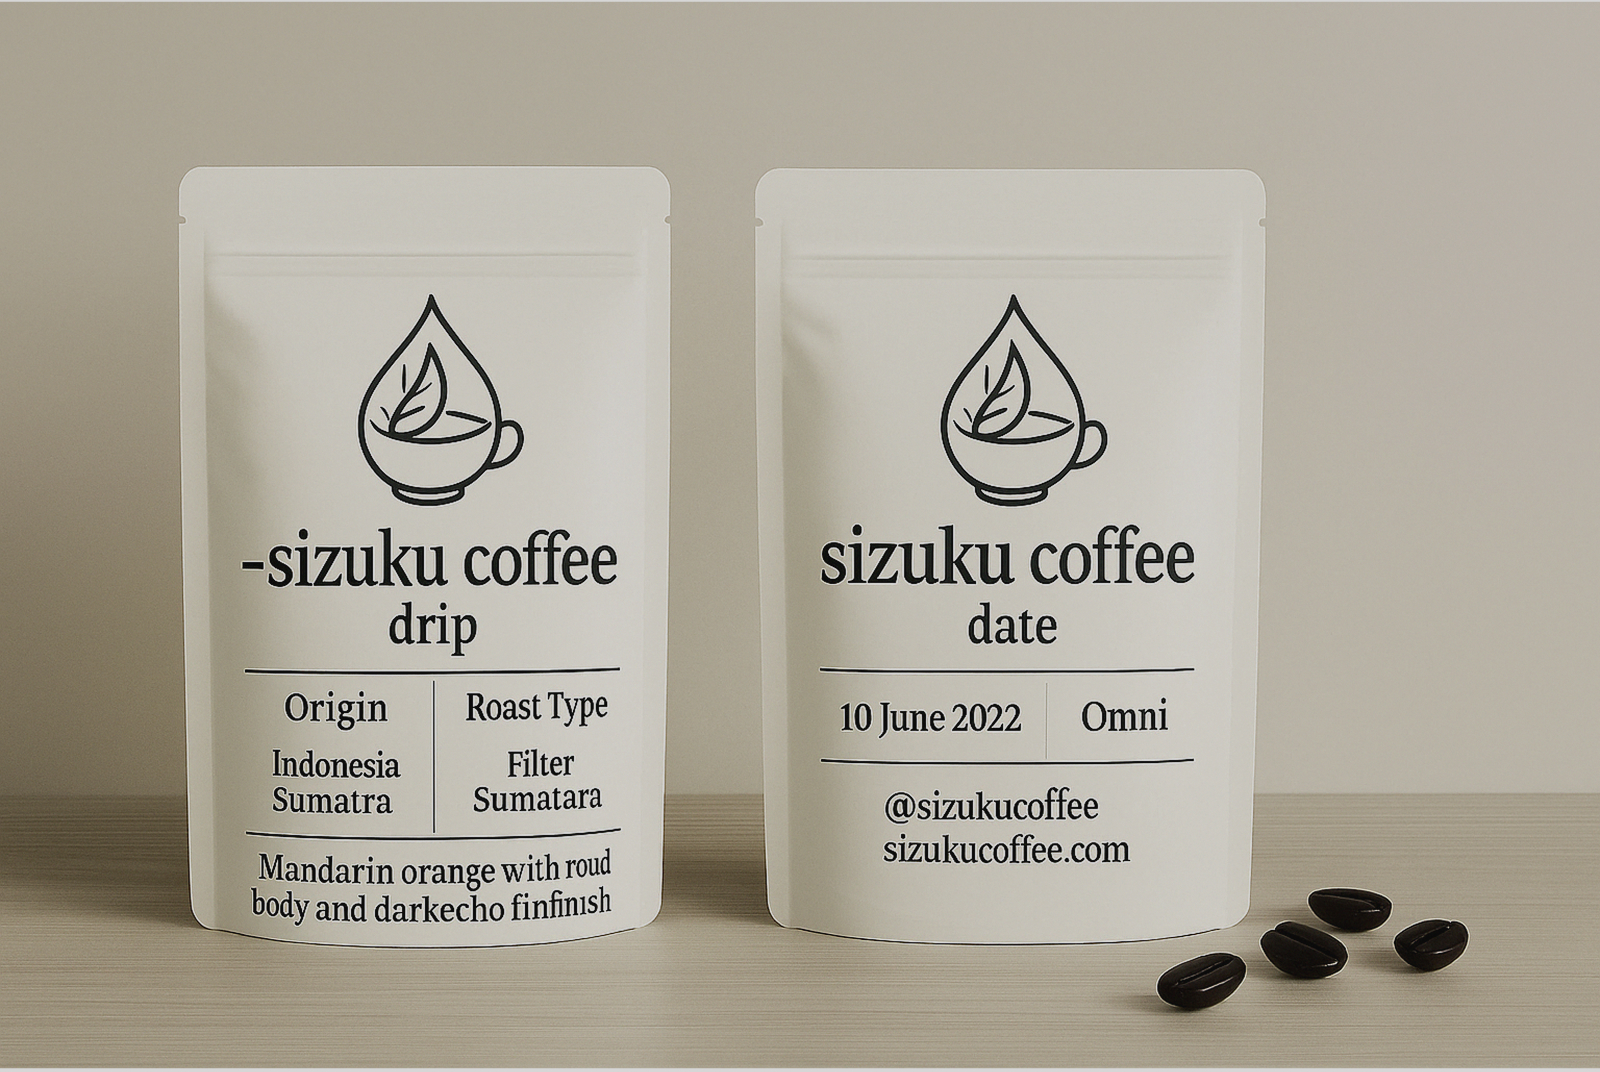 -sizuku coffee
drip
Origin
Roast Type
Indonesia
Sumatra
Filter
Sumatara
Mandarin orange with roud
body and darkecho finfinısh
sizuku coffee
date
10 June 2022
Omni
@sizukucoffee
sizukucoffee.com